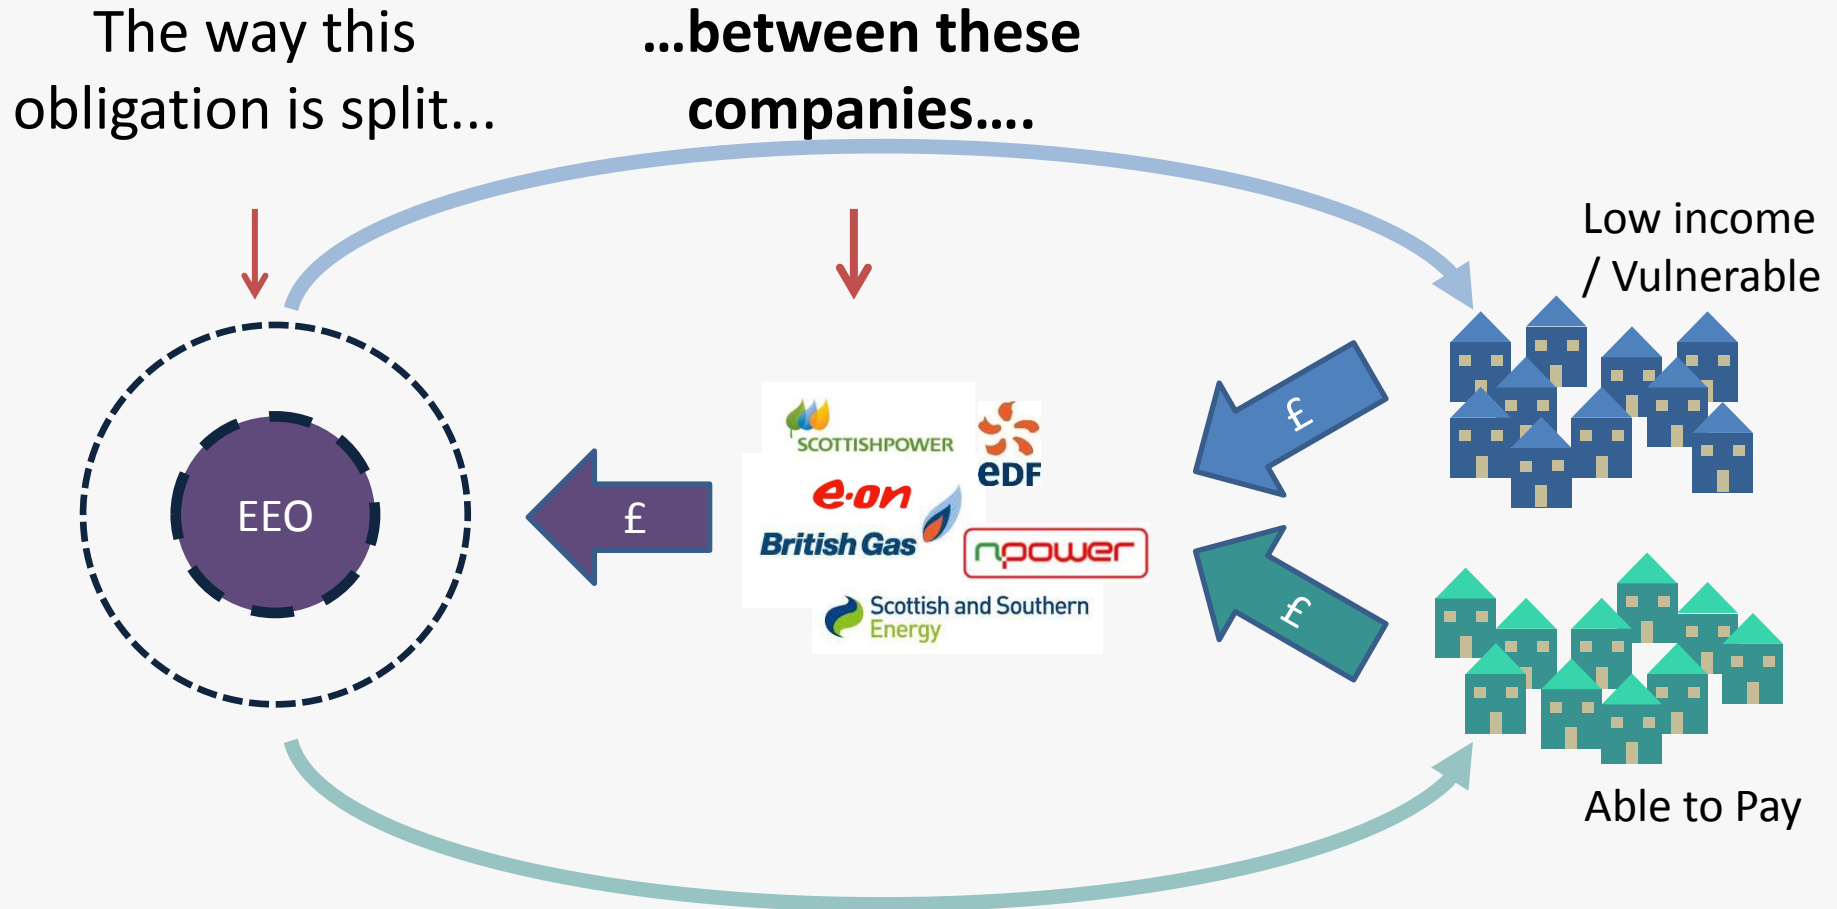 The way this
obligation is split...
...between these
companies....
Low income
/ Vulnerable
SCOTTISHPOWER
eDF
e·on
British Gas
npower
Scottish and Southern
Energy
EEO
£
£
£
Able to Pay